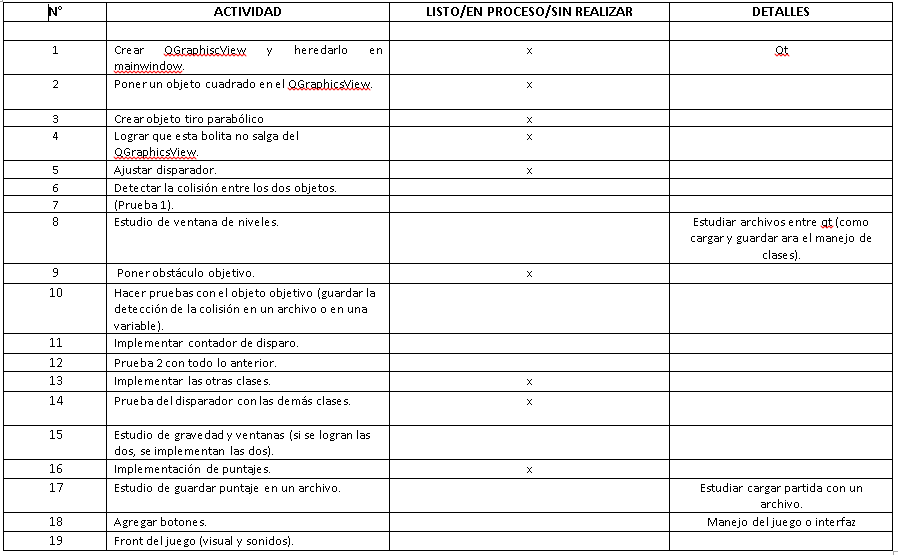 N° ACTIVIDAD LISTO/EN PROCESO/SIN REALIZAR DETALLES
1 Crear QGraphiscView y heredarlo en x Qt
mainwindow.
2 Poner un objeto cuadrado en el QGraphicsView. x
3 Crear objeto tiro parabólico x
4 Lograr que esta bolita no salga del x
QGraphicsView.
5 Ajustar disparador. x
6 Detectar la colisión entre los dos objetos.
7 (Prueba 1).
8 Estudio de ventana de niveles. Estudiar archivos entre qt (como
cargar y guardar ara el manejo de
clases).
9 Poner obstáculo objetivo. x
10 Hacer pruebas con el objeto objetivo (guardar la
detección de la colisión en un archivo o en una
variable).
11 Implementar contador de disparo.
12 Prueba 2 con todo lo anterior.
13 Implementar las otras clases. x
14 Prueba del disparador con las demás clases. x
15 Estudio de gravedad y ventanas (si se logran las
dos, se implementan las dos).
16 Implementación de puntajes. x
17 Estudio de guardar puntaje en un archivo. Estudiar cargar partida con un
archivo.
18 Agregar botones. Manejo del juego o interfaz
19 Front del juego (visual y sonidos).